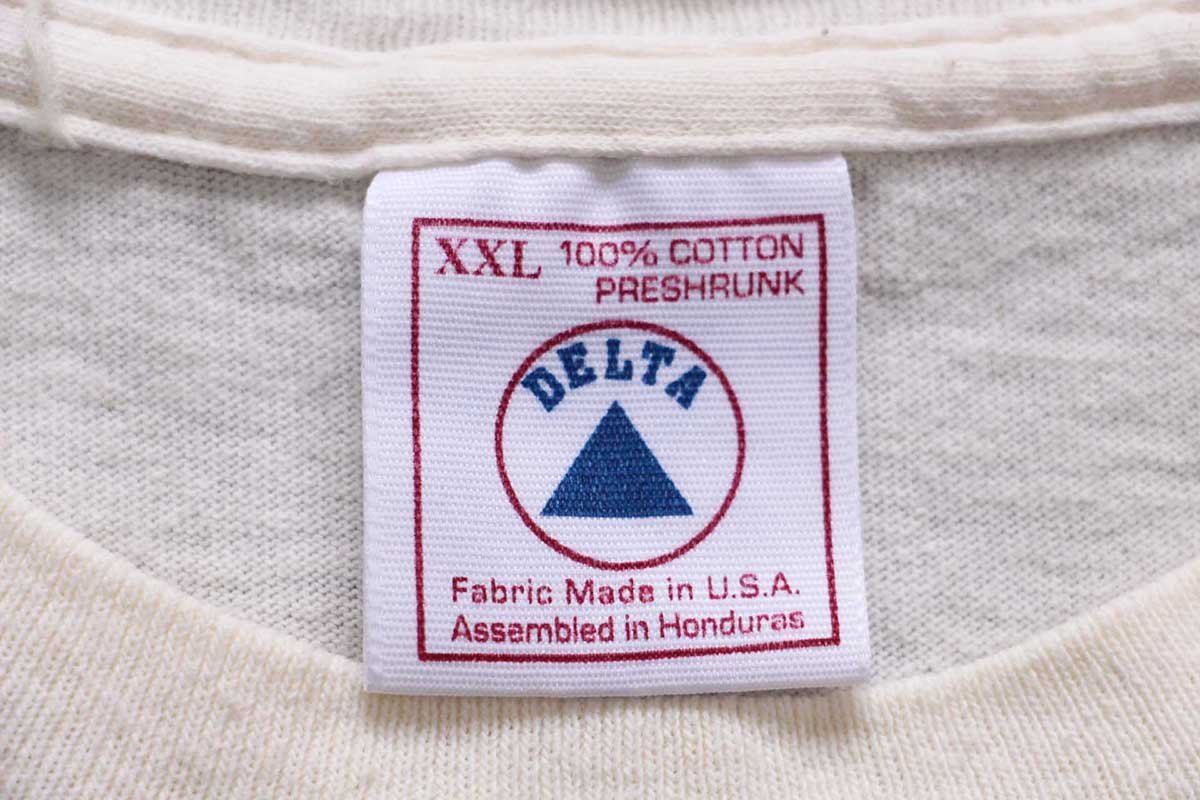 XXL 100% COTTON
PRESHRUNK
DELTA
Fabric Made in U.S.A.
Assembled in Honduras